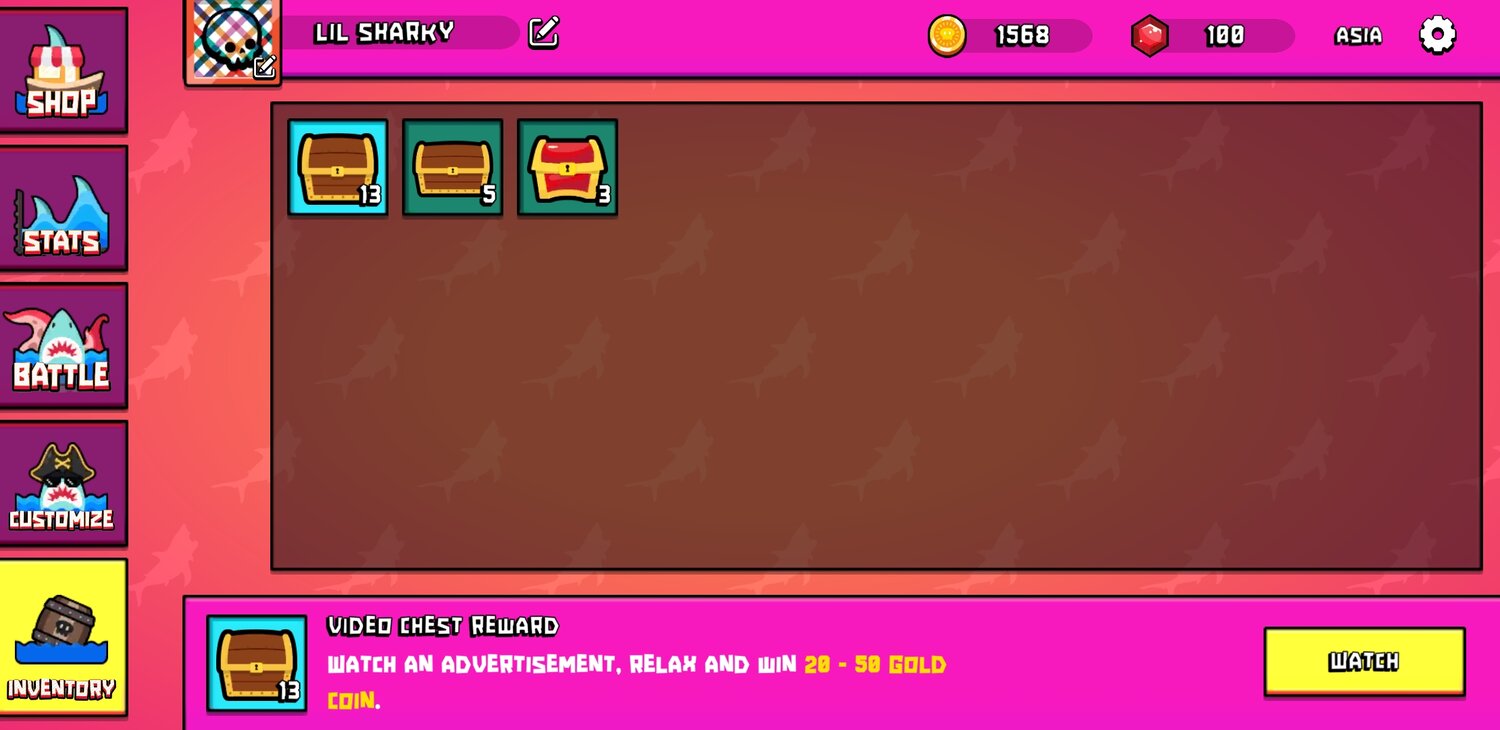 LIL SHARKY
1568
100
ASIA
SHOP
STATS
BATTLE
CUSTOMIZE
INVENTORY
13
5
3
VIDEO CHEST REWARD
WATCH AN ADVERTISEMENT, RELAX AND WIN 20 - 50 GOLD
COIN.
13
WATCH